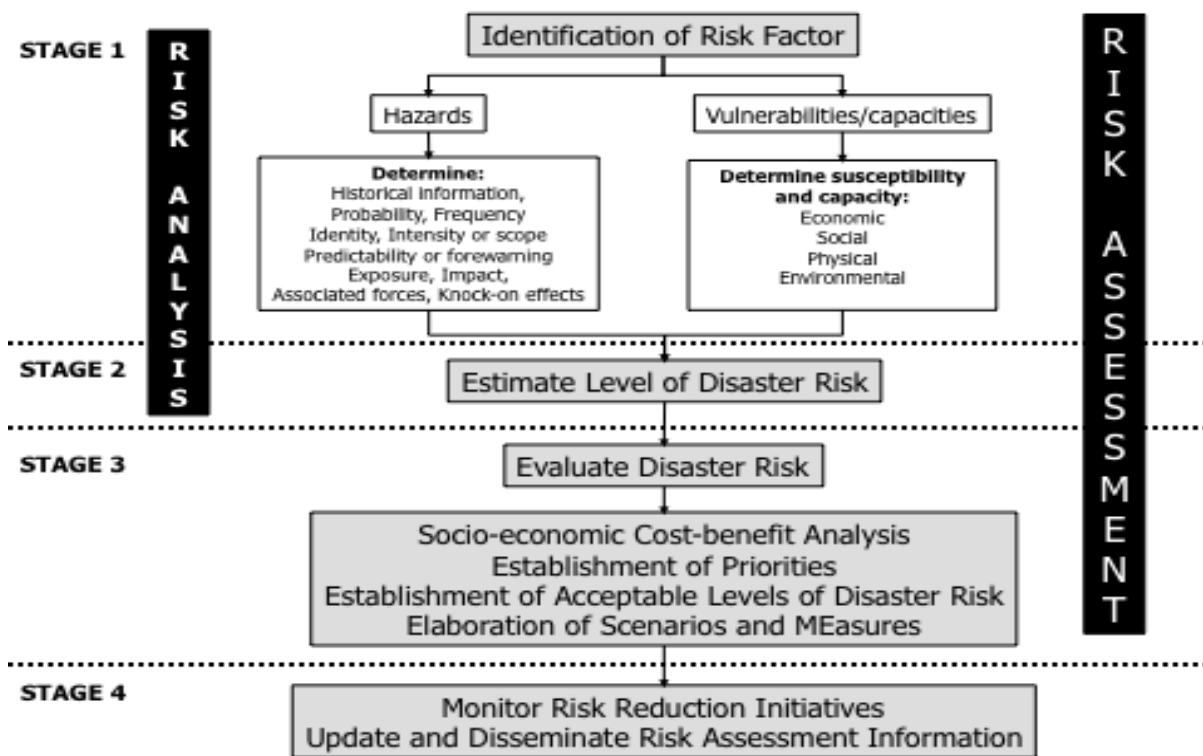 STAGE 1
RISK ANALYSIS
Identification of Risk Factor
RISK ASSESSMENT
Hazards
Vulnerabilities/capacities
Determine:
Historical information,
Probability, Frequency
Identity, Intensity or scope
Predictability or forewarning
Exposure, Impact,
Associated forces, Knock-on effects
Determine susceptibility
and capacity:
Economic
Social
Physical
Environmental
STAGE 2
Estimate Level of Disaster Risk
STAGE 3
Evaluate Disaster Risk
Socio-economic Cost-benefit Analysis
Establishment of Priorities
Establishment of Acceptable Levels of Disaster Risk
Elaboration of Scenarios and MEasures
STAGE 4
Monitor Risk Reduction Initiatives
Update and Disseminate Risk Assessment Information